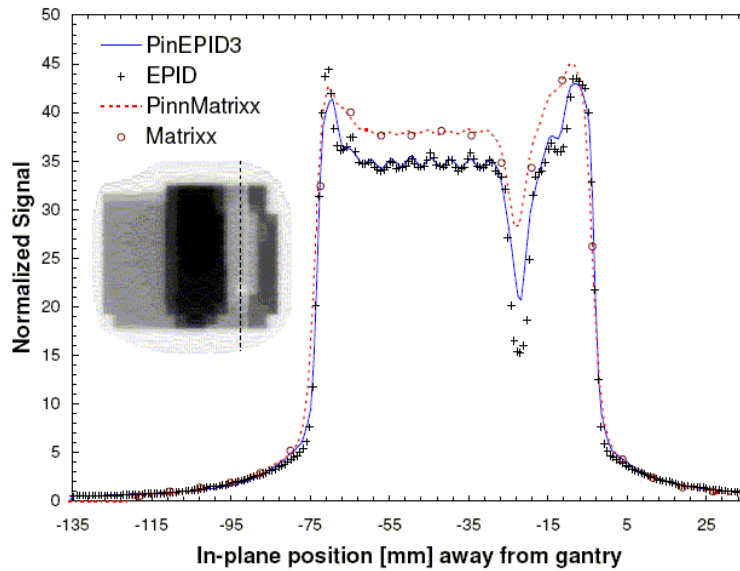 50
45
40
35
30
25
20
15
10
5
0
Normalized Signal
PinEPID3
EPID
PinnMatrixx
Matrixx
-135 -115 -95 -75 -55 -35 -15 5 25
In-plane position [mm] away from gantry